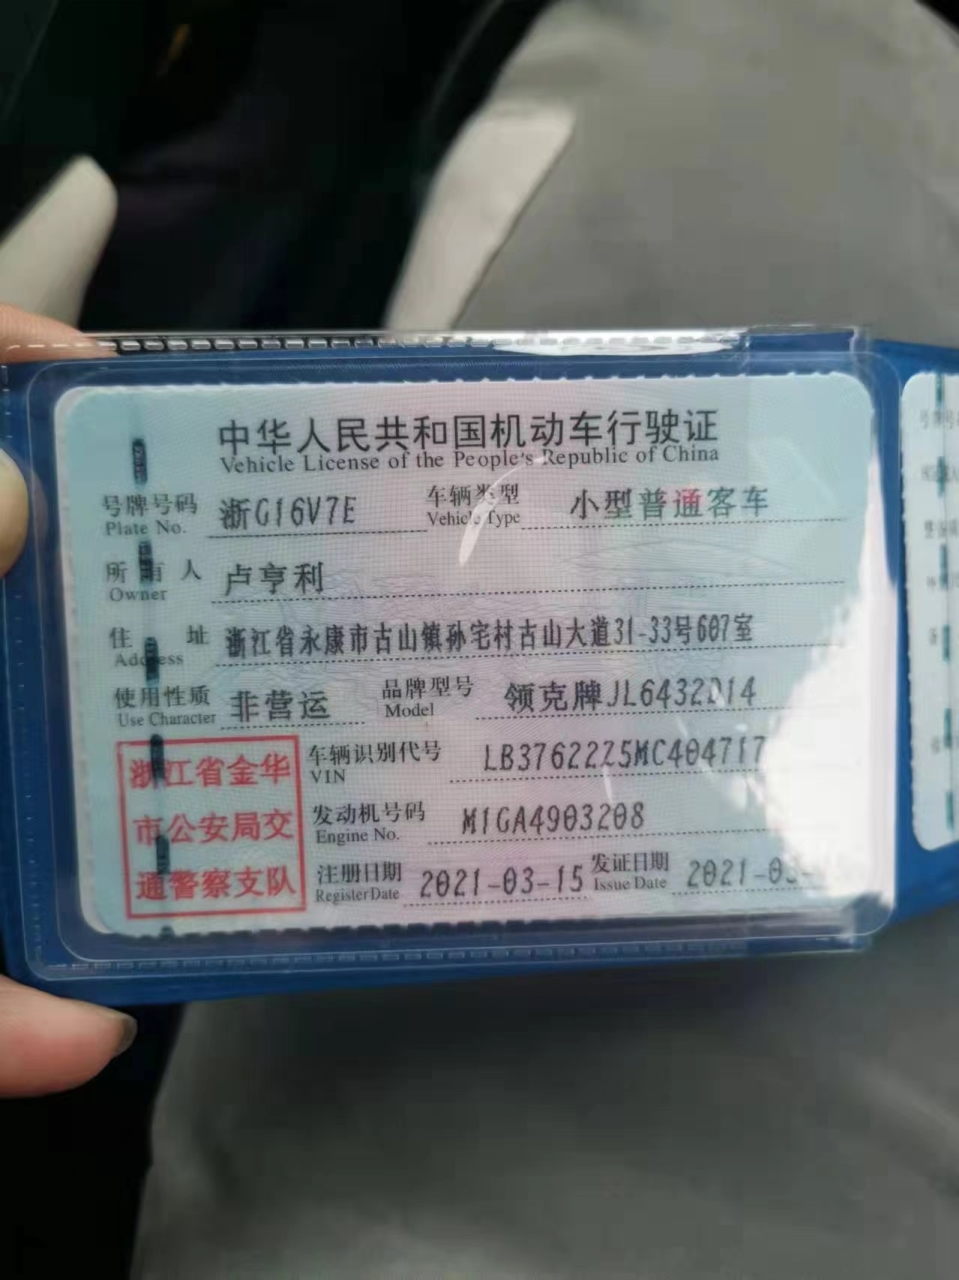 中华人民共和国机动车行驶证
Vehicle License of the People's Republic of China
号牌号码 浙G16V7E 车辆类型 小型普通客车
Plate No. Vehicle Type
所有人 卢亨利
Owner
住址 浙江省永康市古山镇孙宅村古山大道31-33号607室
Address
使用性质 非营运 品牌型号 领克牌JL6432D14
Use Character Model
浙江省金华 车辆识别代号 LB3762225MC404717
VIN
市公安局交 发动机号码 M1GA4903208
Engine No.
通警察支队 注册日期 2021-03-15 发证日期 2021-03-
Register Date Issue Date